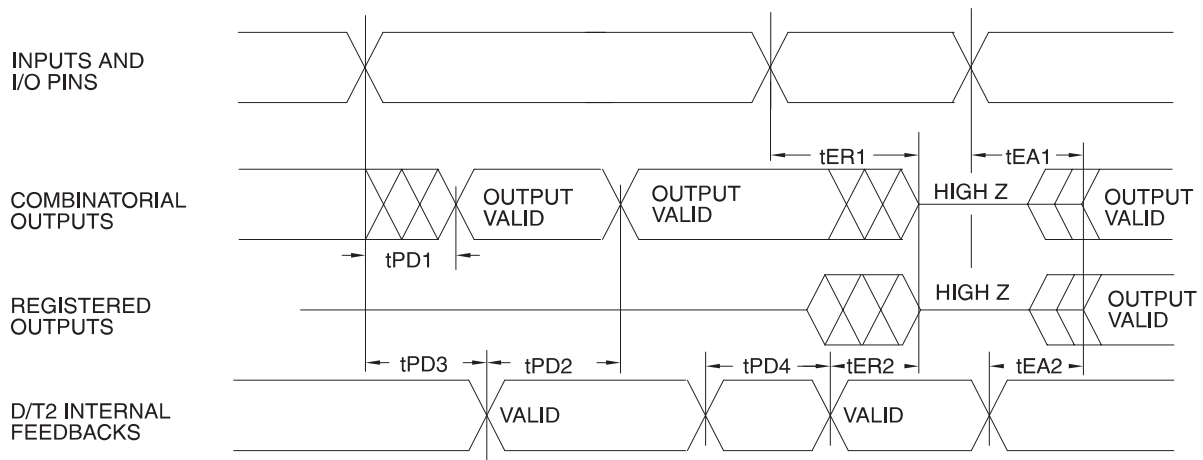 INPUTS AND
I/O PINS
tER1
tEA1
COMBINATORIAL
OUTPUTS
OUTPUT
VALID
OUTPUT
VALID
HIGH Z
OUTPUT
VALID
tPD1
REGISTERED
OUTPUTS
HIGH Z
OUTPUT
VALID
tPD3
tPD2
tPD4
tER2
tEA2
D/T2 INTERNAL
FEEDBACKS
VALID
VALID